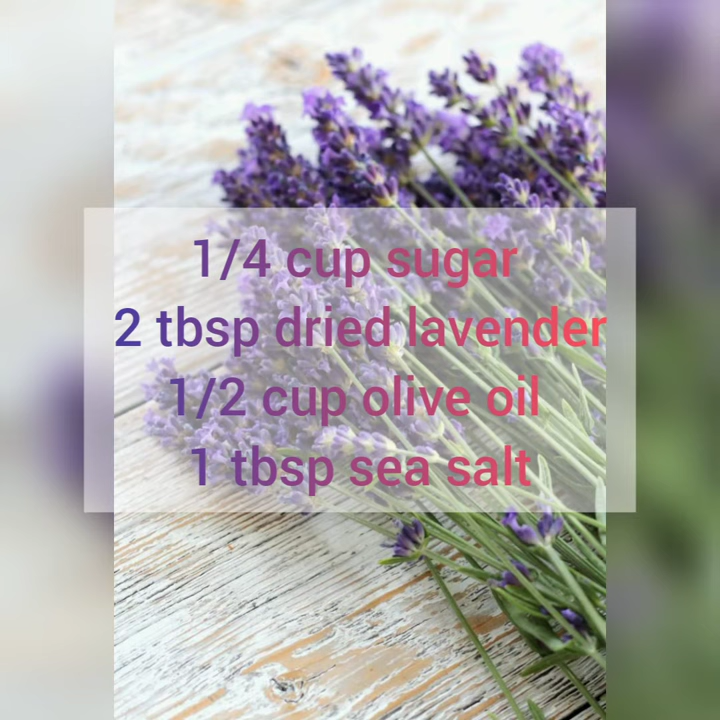 1/4 cup sugar
2 tbsp dried lavender
1/2 cup olive oil
1 tbsp sea salt